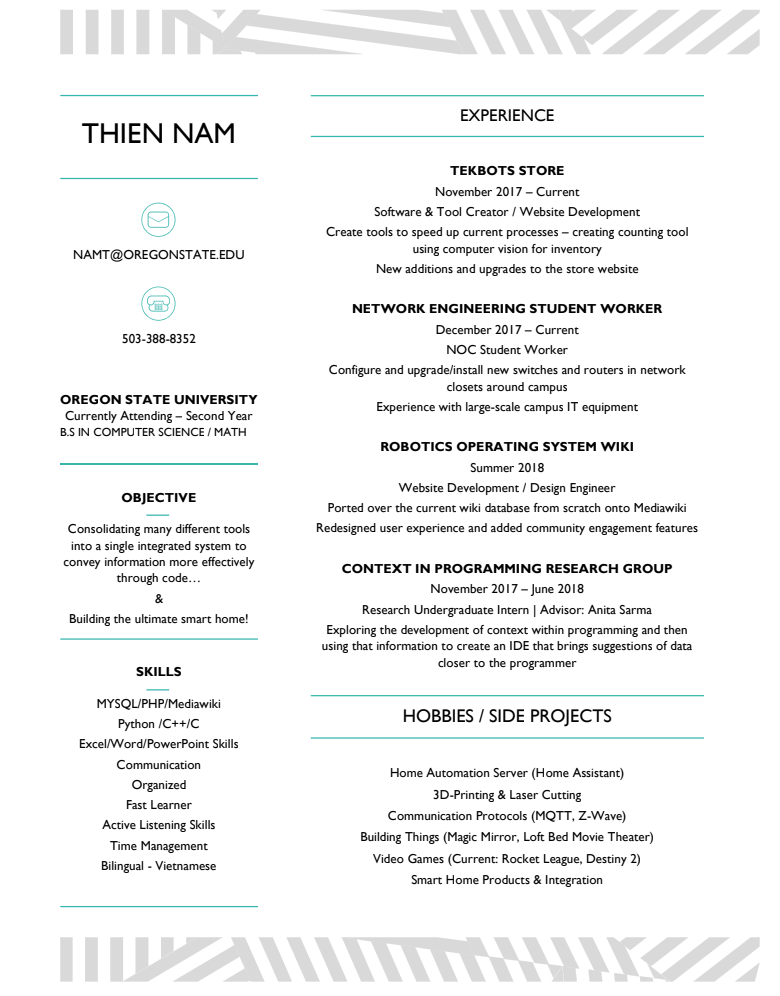 THIEN NAM
NAMT@OREGONSTATE.EDU
503-388-8352
OREGON STATE UNIVERSITY
Currently Attending – Second Year
B.S IN COMPUTER SCIENCE / MATH
OBJECTIVE
Consolidating many different tools
into a single integrated system to
convey information more effectively
through code…
&
Building the ultimate smart home!
SKILLS
MYSQL/PHP/Mediawiki
Python /C++/C
Excel/Word/PowerPoint Skills
Communication
Organized
Fast Learner
Active Listening Skills
Time Management
Bilingual - Vietnamese
EXPERIENCE
TEKBOTS STORE
November 2017 – Current
Software & Tool Creator / Website Development
Create tools to speed up current processes – creating counting tool
using computer vision for inventory
New additions and upgrades to the store website
NETWORK ENGINEERING STUDENT WORKER
December 2017 – Current
NOC Student Worker
Configure and upgrade/install new switches and routers in network
closets around campus
Experience with large-scale campus IT equipment
ROBOTICS OPERATING SYSTEM WIKI
Summer 2018
Website Development / Design Engineer
Ported over the current wiki database from scratch onto Mediawiki
Redesigned user experience and added community engagement features
CONTEXT IN PROGRAMMING RESEARCH GROUP
November 2017 – June 2018
Research Undergraduate Intern | Advisor: Anita Sarma
Exploring the development of context within programming and then
using that information to create an IDE that brings suggestions of data
closer to the programmer
HOBBIES / SIDE PROJECTS
Home Automation Server (Home Assistant)
3D-Printing & Laser Cutting
Communication Protocols (MQTT, Z-Wave)
Building Things (Magic Mirror, Loft Bed Movie Theater)
Video Games (Current: Rocket League, Destiny 2)
Smart Home Products & Integration